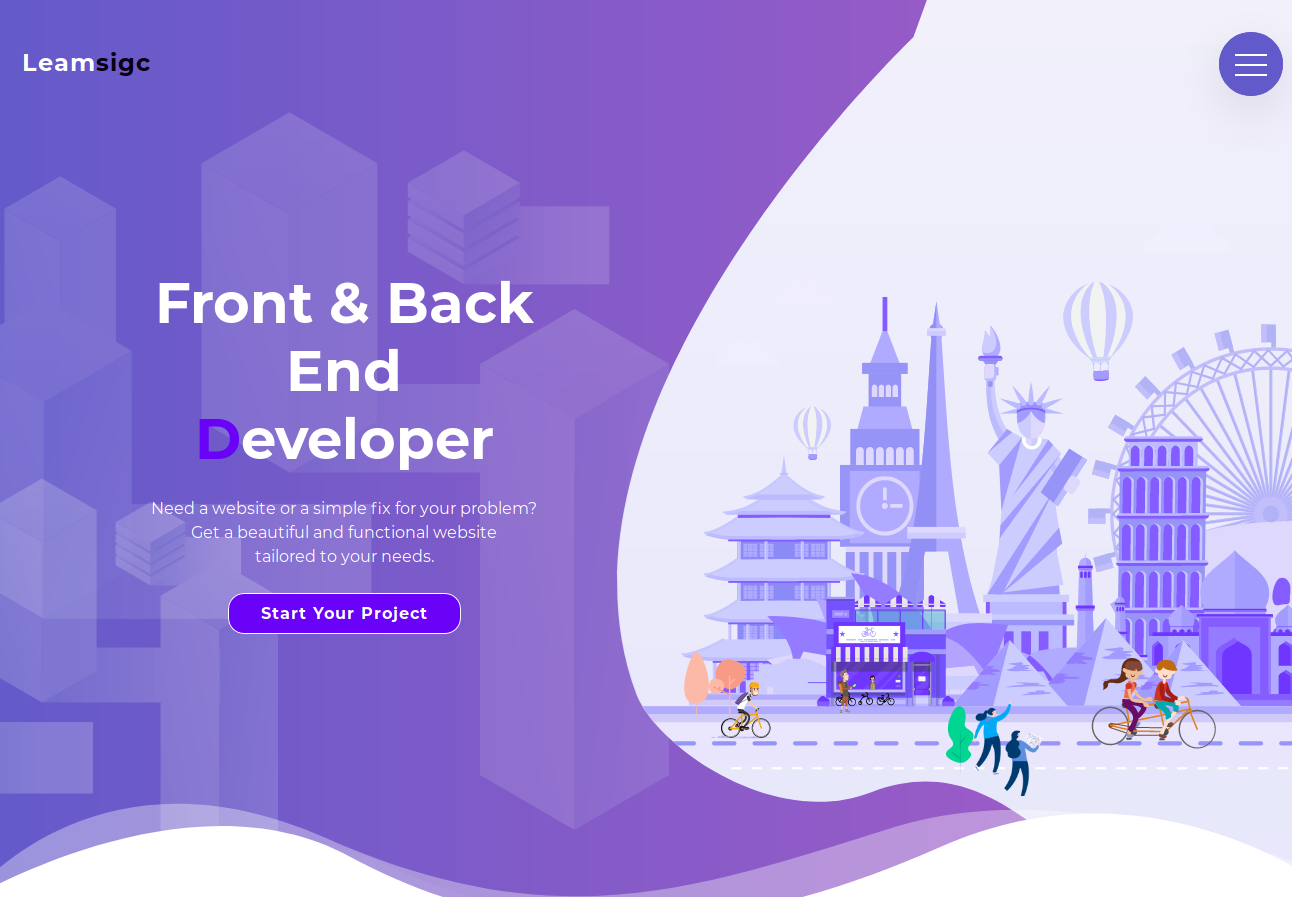 Leamsigc
Front & Back
End
Developer
Need a website or a simple fix for your problem?
Get a beautiful and functional website
tailored to your needs.
Start Your Project